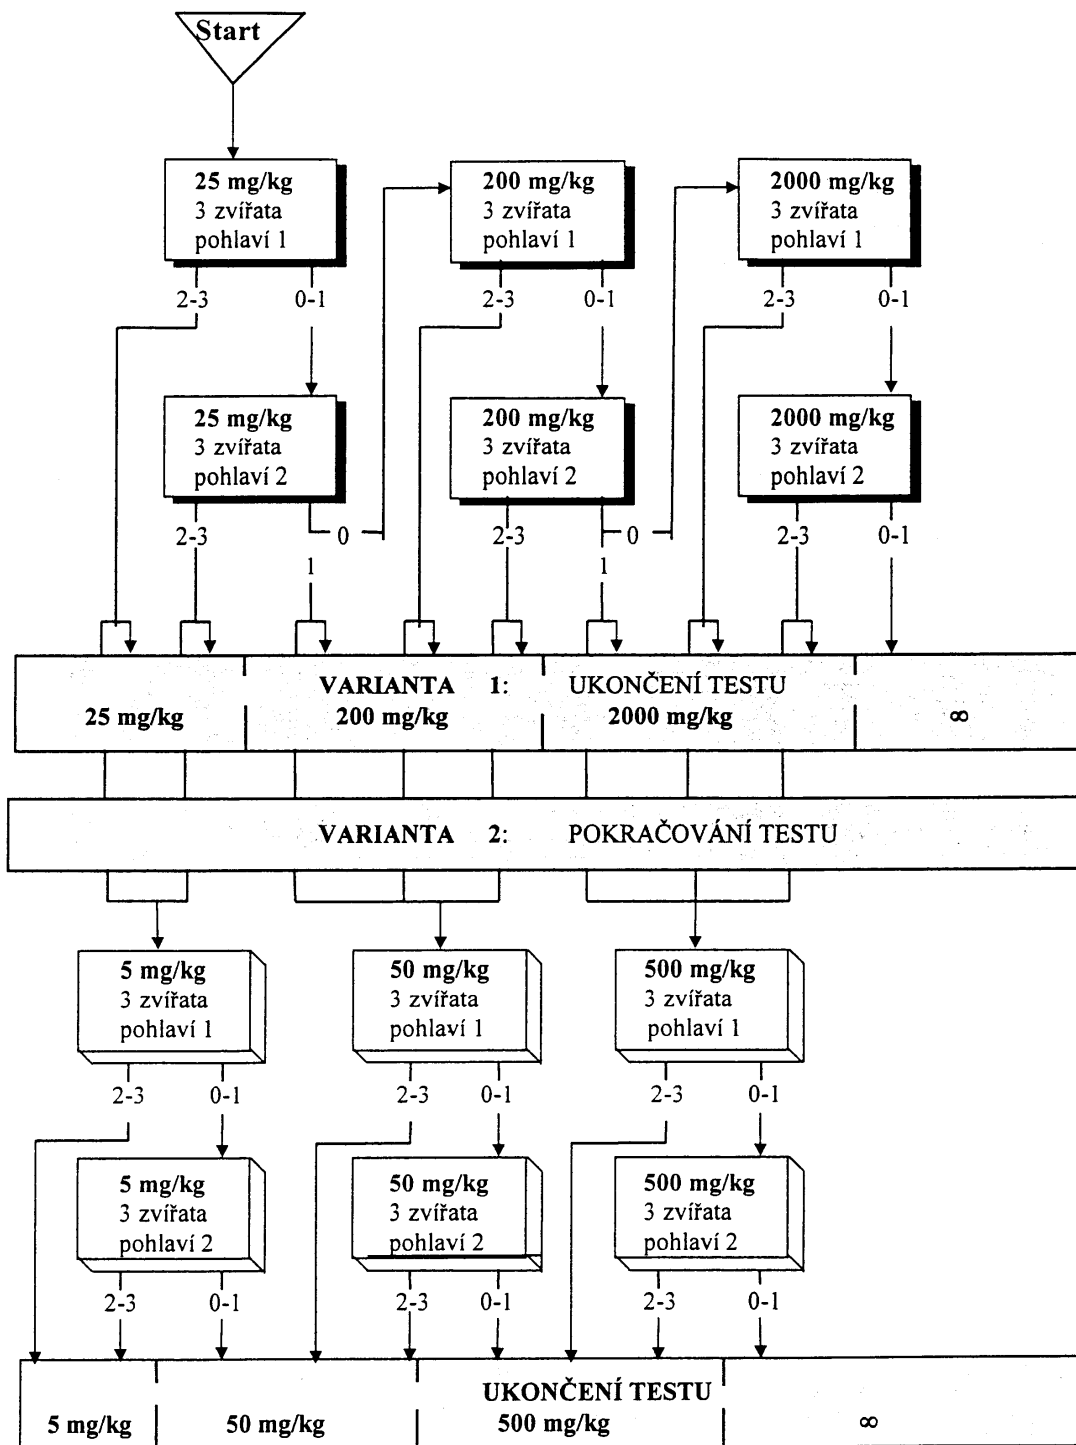 Start
25 mg/kg
3 zvířata
pohlaví 1
200 mg/kg
3 zvířata
pohlaví 1
2000 mg/kg
3 zvířata
pohlaví 1
2-3
0-1
2-3
0-1
2-3
0-1
25 mg/kg
3 zvířata
pohlaví 2
200 mg/kg
3 zvířata
pohlaví 2
2000 mg/kg
3 zvířata
pohlaví 2
2-3
0
1
2-3
0
1
2-3
0-1
VARIANTA 1: UKONČENÍ TESTU
25 mg/kg
200 mg/kg
2000 mg/kg
∞
VARIANTA 2: POKRAČOVÁNÍ TESTU
5 mg/kg
3 zvířata
pohlaví 1
50 mg/kg
3 zvířata
pohlaví 1
500 mg/kg
3 zvířata
pohlaví 1
2-3
0-1
2-3
0-1
2-3
0-1
5 mg/kg
3 zvířata
pohlaví 2
50 mg/kg
3 zvířata
pohlaví 2
500 mg/kg
3 zvířata
pohlaví 2
2-3
0-1
2-3
0-1
2-3
0-1
UKONČENÍ TESTU
5 mg/kg
50 mg/kg
500 mg/kg
∞